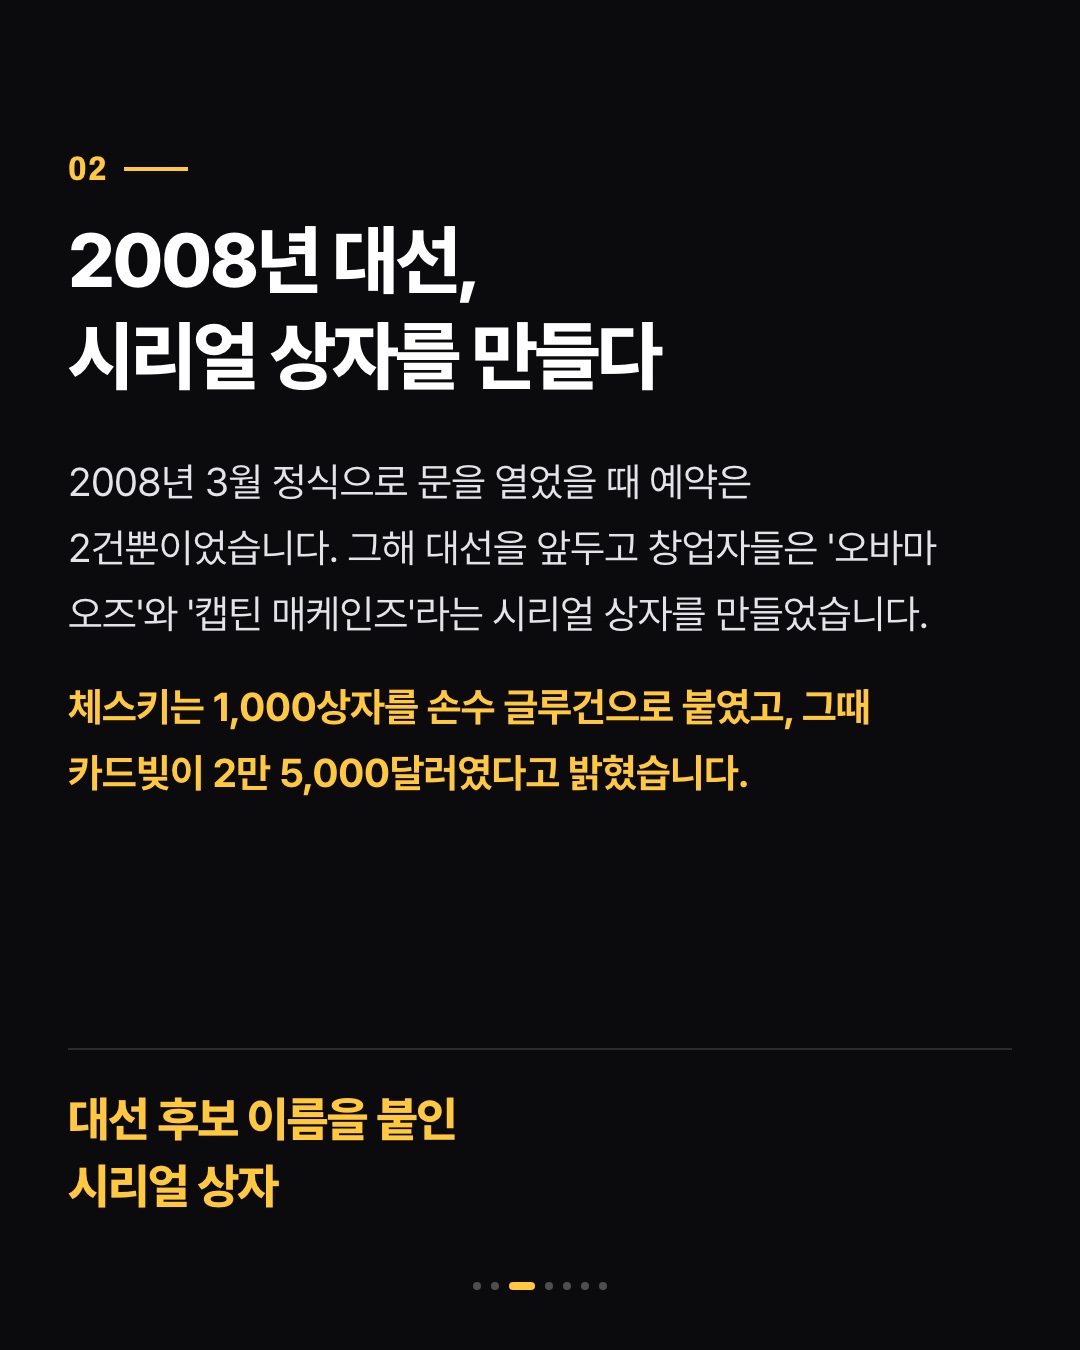 02
2008년 대선,
시리얼 상자를 만들다
2008년 3월 정식으로 문을 열었을 때 예약은
2건뿐이었습니다. 그해 대선을 앞두고 창업자들은 '오바마
오즈'와 '캡틴 매케인즈'라는 시리얼 상자를 만들었습니다.
체스키는 1,000상자를 손수 글루건으로 붙였고, 그때
카드빚이 2만 5,000달러였다고 밝혔습니다.
대선 후보 이름을 붙인
시리얼 상자